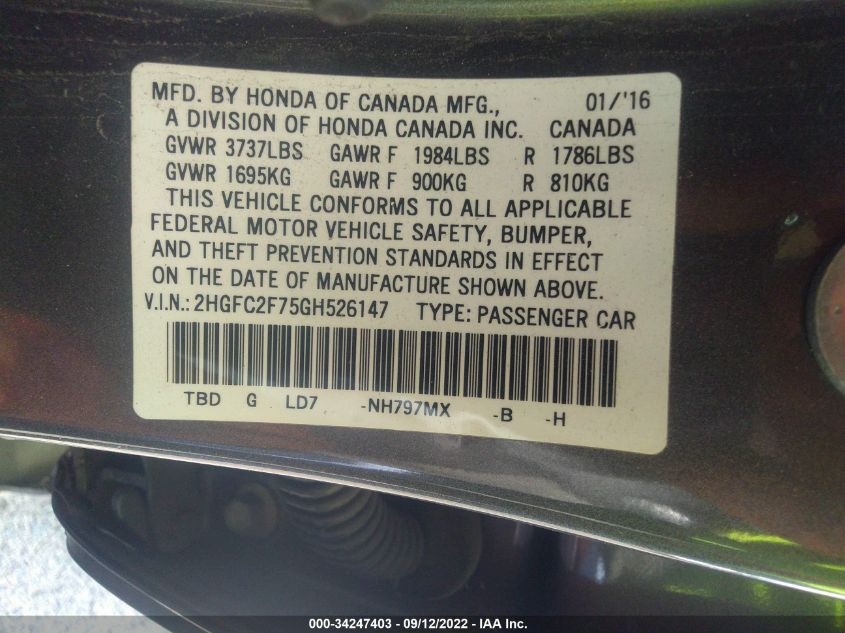 MFD. BY HONDA OF CANADA MFG., 01/'16
A DIVISION OF HONDA CANADA INC. CANADA
GVWR 3737LBS GAWR F 1984LBS R 1786LBS
GVWR 1695KG GAWR F 900KG R 810KG
THIS VEHICLE CONFORMS TO ALL APPLICABLE
FEDERAL MOTOR VEHICLE SAFETY, BUMPER,
AND THEFT PREVENTION STANDARDS IN EFFECT
ON THE DATE OF MANUFACTURE SHOWN ABOVE.
V.I.N.: 2HGFC2F75GH526147 TYPE: PASSENGER CAR
TBD G LD7 -NH797MX -B -H
000-34247403 - 09/12/2022 - IAA Inc.